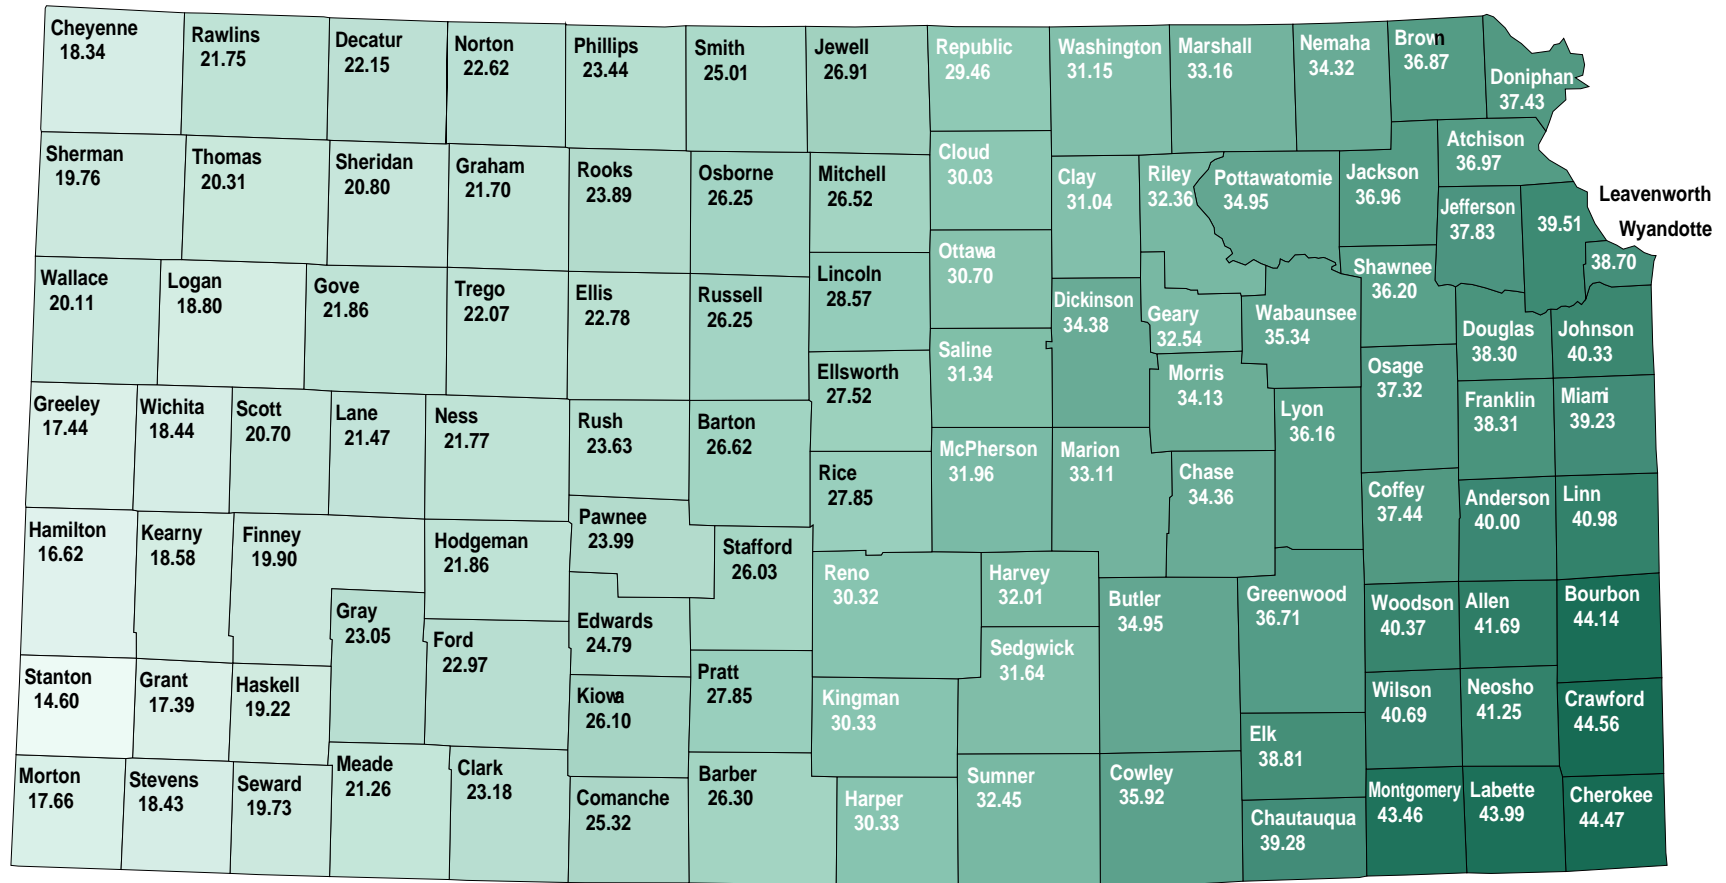 Cheyenne
18.34
Rawlins
21.75
Decatur
22.15
Norton
22.62
Phillips
23.44
Smith
25.01
Jewell
26.91
Republic
29.46
Washington
31.15
Marshall
33.16
Nemaha
34.32
Brown
36.87
Doniphan
37.43
Sherman
19.76
Thomas
20.31
Sheridan
20.80
Graham
21.70
Rooks
23.89
Osborne
26.25
Mitchell
26.52
Cloud
30.03
Clay
31.04
Riley
32.36
Pottawatomie
34.95
Jackson
36.96
Atchison
36.97
Jefferson
37.83
Leavenworth
39.51
Wyandotte
38.70
Wallace
20.11
Logan
18.80
Gove
21.86
Trego
22.07
Ellis
22.78
Russell
26.25
Lincoln
28.57
Ottawa
30.70
Dickinson
34.38
Geary
32.54
Wabaunsee
35.34
Shawnee
36.20
Douglas
38.30
Johnson
40.33
Ellsworth
27.52
Saline
31.34
Morris
34.13
Osage
37.32
Greeley
17.44
Wichita
18.44
Scott
20.70
Lane
21.47
Ness
21.77
Rush
23.63
Barton
26.62
Rice
27.85
McPherson
31.96
Marion
33.11
Chase
34.36
Lyon
36.16
Franklin
38.31
Miami
39.23
Coffey
37.44
Anderson
40.00
Linn
40.98
Hamilton
16.62
Kearny
18.58
Finney
19.90
Hodgeman
21.86
Pawnee
23.99
Stafford
26.03
Reno
30.32
Harvey
32.01
Butler
34.95
Greenwood
36.71
Woodson
40.37
Allen
41.69
Bourbon
44.14
Gray
23.05
Ford
22.97
Edwards
24.79
Sedgwick
31.64
Stanton
14.60
Grant
17.39
Haskell
19.22
Kiowa
26.10
Pratt
27.85
Kingman
30.33
Elk
38.81
Wilson
40.69
Neosho
41.25
Crawford
44.56
Morton
17.66
Stevens
18.43
Seward
19.73
Meade
21.26
Clark
23.18
Comanche
25.32
Barber
26.30
Harper
30.33
Sumner
32.45
Cowley
35.92
Chautauqua
39.28
Montgomery
43.46
Labette
43.99
Cherokee
44.47